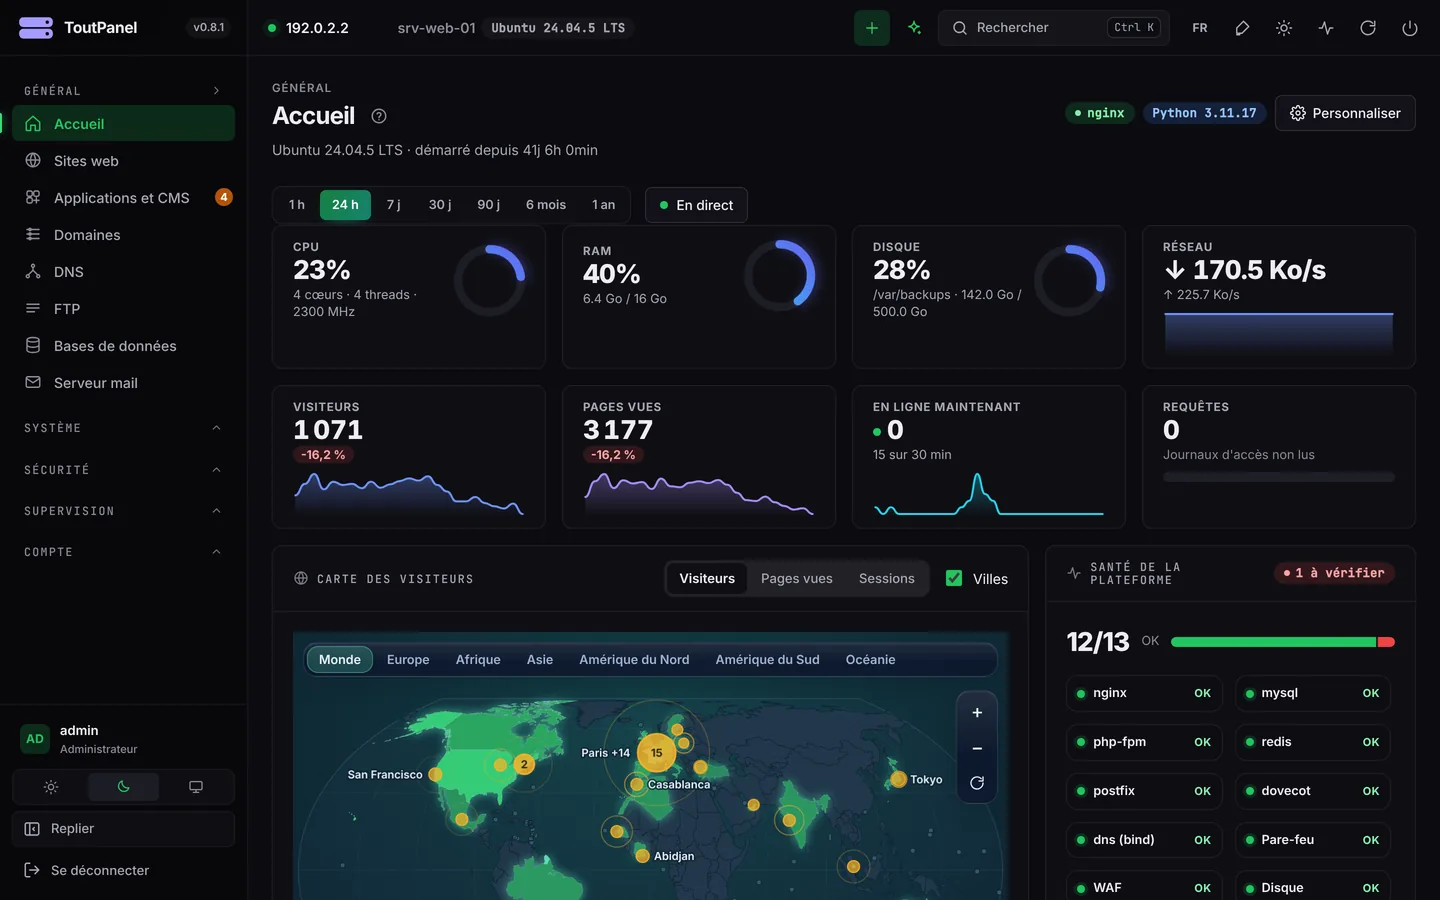 ToutPanel
v0.8.1
192.0.2.2
srv-web-01
Ubuntu 24.04.5 LTS
Rechercher
Ctrl K
FR
GÉNÉRAL
Accueil
Sites web
Applications et CMS
4
Domaines
DNS
FTP
Bases de données
Serveur mail
SYSTÈME
SÉCURITÉ
SUPERVISION
COMPTE
AD
admin
Administrateur
Replier
Se déconnecter
GÉNÉRAL
Accueil
Ubuntu 24.04.5 LTS · démarré depuis 41j 6h 0min
nginx
Python 3.11.17
Personnaliser
1 h
24 h
7 j
30 j
90 j
6 mois
1 an
En direct
CPU
23%
4 cœurs · 4 threads ·
2300 MHz
RAM
40%
6.4 Go / 16 Go
DISQUE
28%
/var/backups · 142.0 Go /
500.0 Go
RÉSEAU
↓ 170.5 Ko/s
↑ 225.7 Ko/s
VISITEURS
1 071
-16,2 %
PAGES VUES
3 177
-16,2 %
EN LIGNE MAINTENANT
0
15 sur 30 min
REQUÊTES
0
Journaux d'accès non lus
CARTE DES VISITEURS
Visiteurs
Pages vues
Sessions
Villes
Monde
Europe
Afrique
Asie
Amérique du Nord
Amérique du Sud
Océanie
+
−
San Francisco
2
Paris +14
15
Casablanca
Tokyo
Abidjan
SANTÉ DE LA
PLATEFORME
1 à vérifier
12/13
OK
nginx OK
mysql OK
php-fpm OK
redis OK
postfix OK
dovecot OK
dns (bind) OK
Pare-feu OK
WAF OK
Disque OK